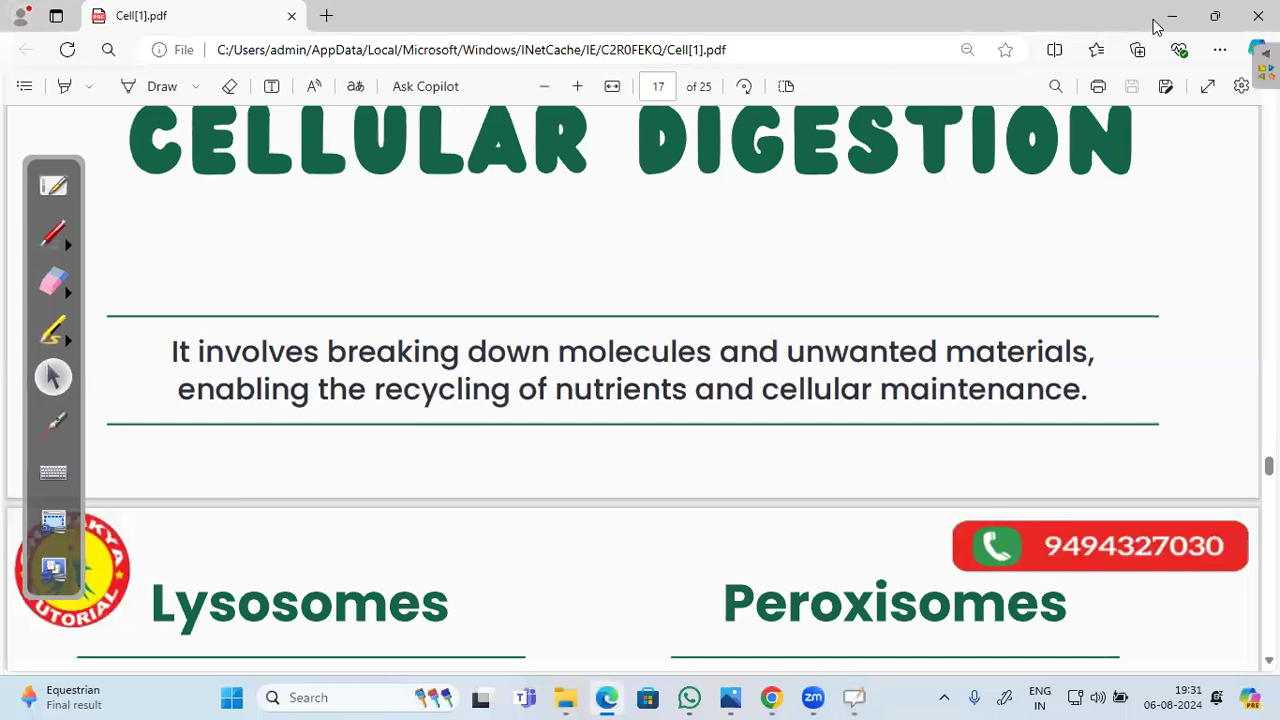 Cell[1].pdf
File
C:/Users/admin/AppData/Local/Microsoft/Windows/INetCache/IE/C2R0FEKQ/Cell[1].pdf
Draw
Ask Copilot
17
of 25
CELLULAR DIGESTION
It involves breaking down molecules and unwanted materials,
enabling the recycling of nutrients and cellular maintenance.
9494327030
UTORIAL
Lysosomes
Peroxisomes
Equestrian
Final result
Search
ENG
IN
19:31
06-08-2024